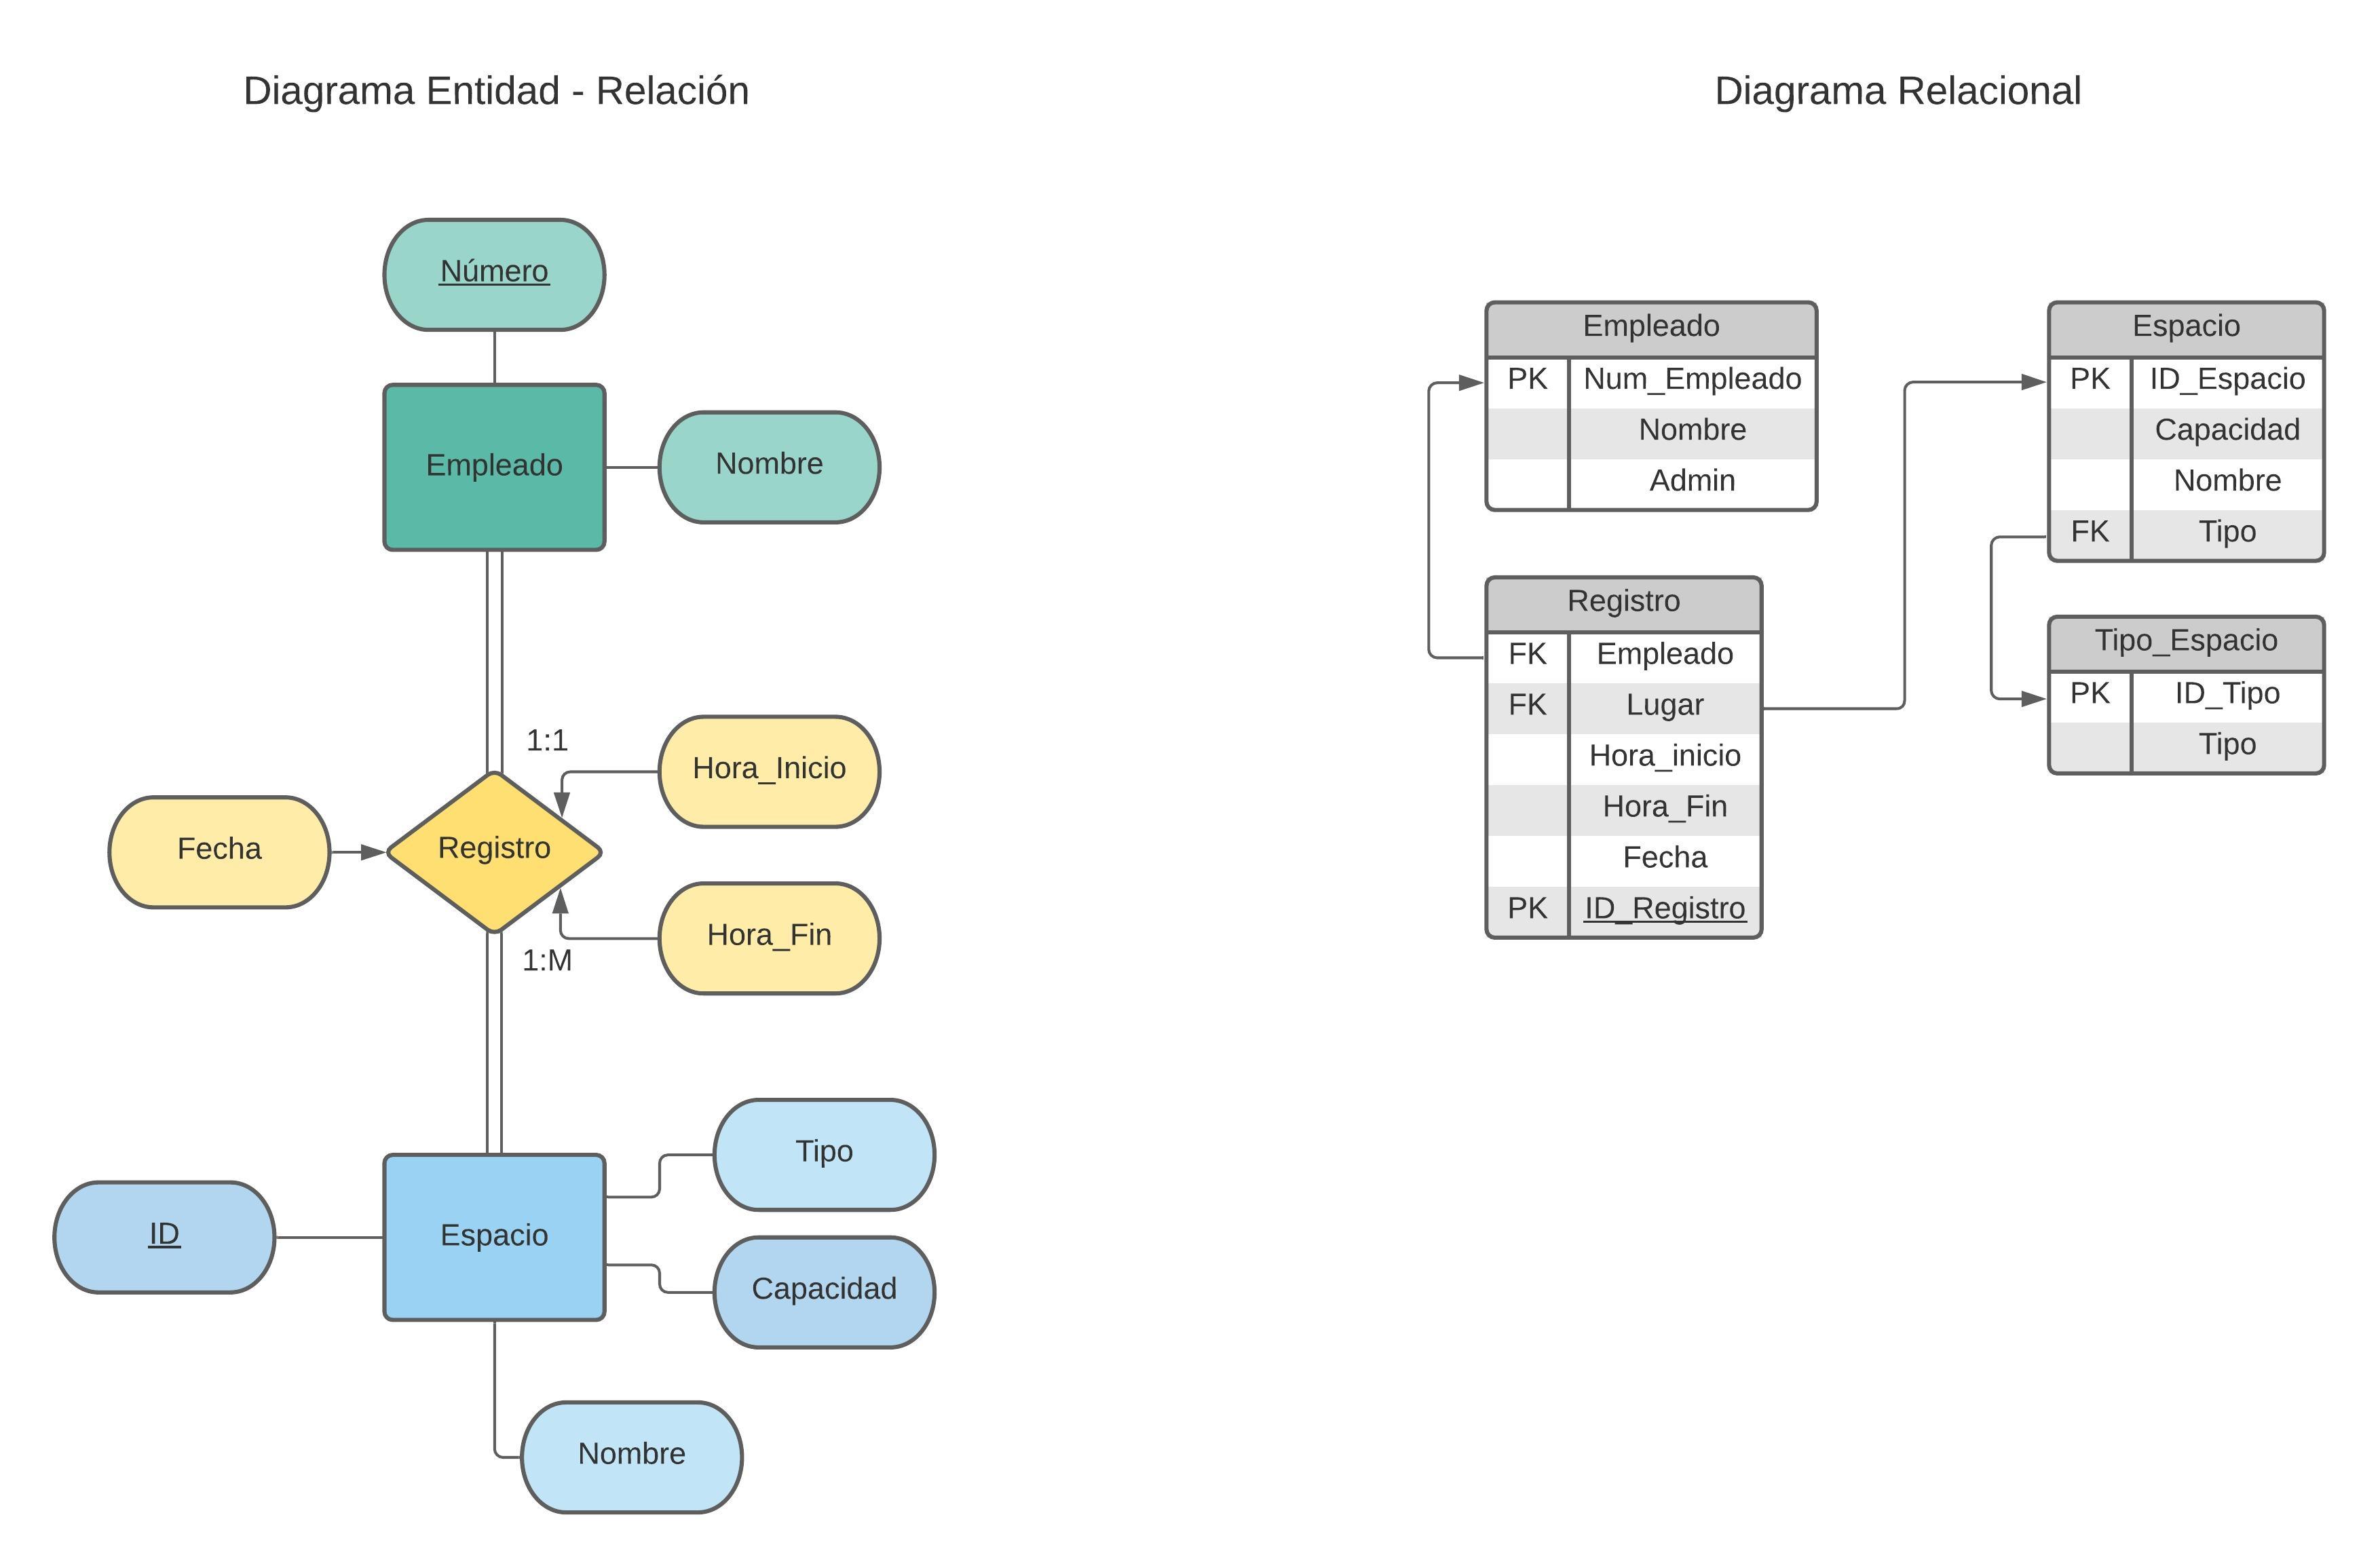 Diagrama Entidad - Relación
Número
Empleado
Nombre
1:1
Hora_Inicio
Fecha
Registro
Hora_Fin
1:M
Tipo
ID
Espacio
Capacidad
Nombre
Diagrama Relacional
Empleado
PK Num_Empleado
Nombre
Admin
Registro
FK Empleado
FK Lugar
Hora_inicio
Hora_Fin
Fecha
PK ID_Registro
Espacio
PK ID_Espacio
Capacidad
Nombre
FK Tipo
Tipo_Espacio
PK ID_Tipo
Tipo